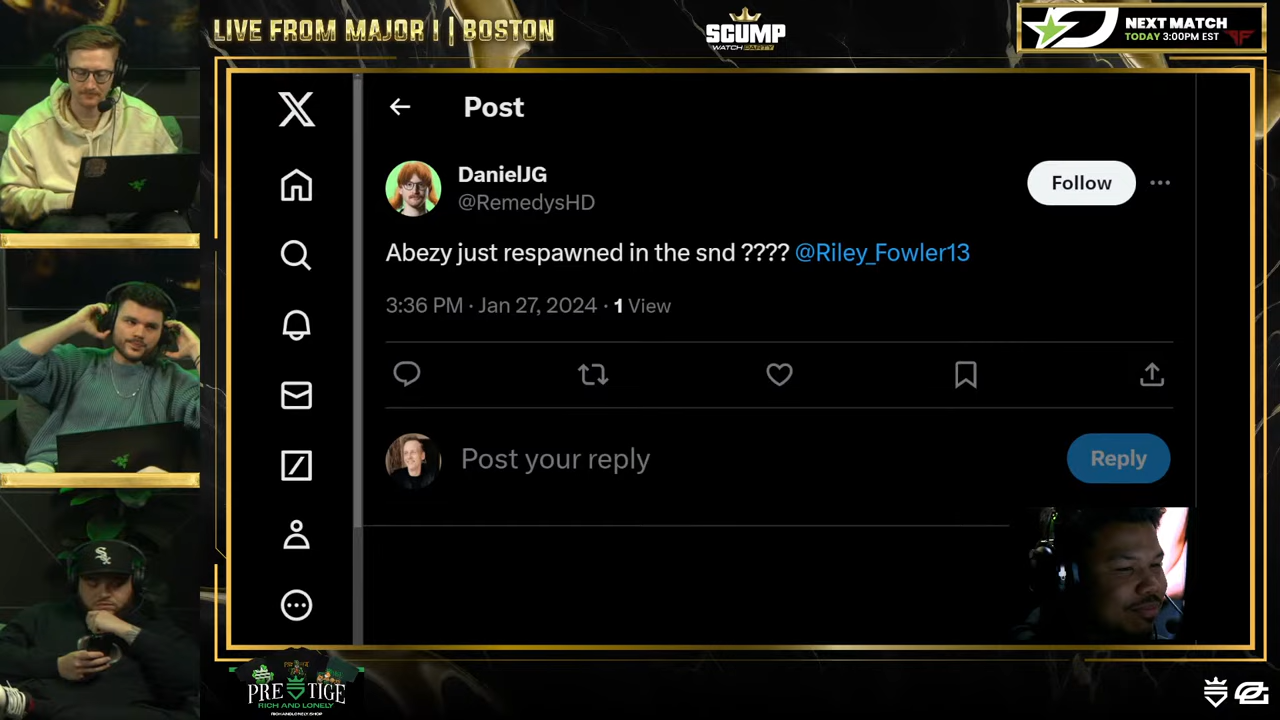 LIVE FROM MAJOR I | BOSTON
SCUMP
WATCH PARTY
NEXT MATCH
TODAY 3:00PM EST
Post
DanielJG
@RemedysHD
Follow
Abezy just respawned in the snd ???? @Riley_Fowler13
3:36 PM · Jan 27, 2024 · 1 View
Post your reply
Reply
PRESTIGE
RICH AND LONELY
RICHANDLONELY.SHOP